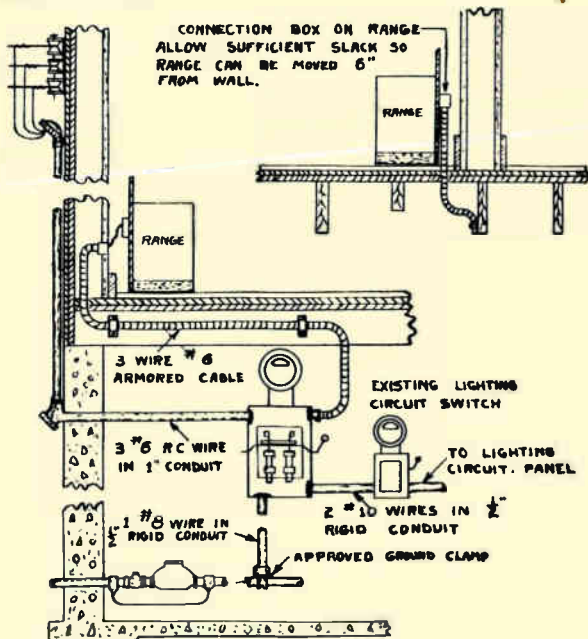 CONNECTION BOX ON RANGE
ALLOW SUFFICIENT SLACK SO
RANGE CAN BE MOVED 6"
FROM WALL.
RANGE
RANGE
3 WIRE #6
ARMORED CABLE
EXISTING LIGHTING
CIRCUIT SWITCH
3 #6 RC WIRE
IN 1" CONDUIT
TO LIGHTING
CIRCUIT. PANEL
2 #10 WIRES IN 1/2"
RIGID CONDUIT
1 #8 WIRE IN
1/2" RIGID CONDUIT
APPROVED GROUND CLAMP